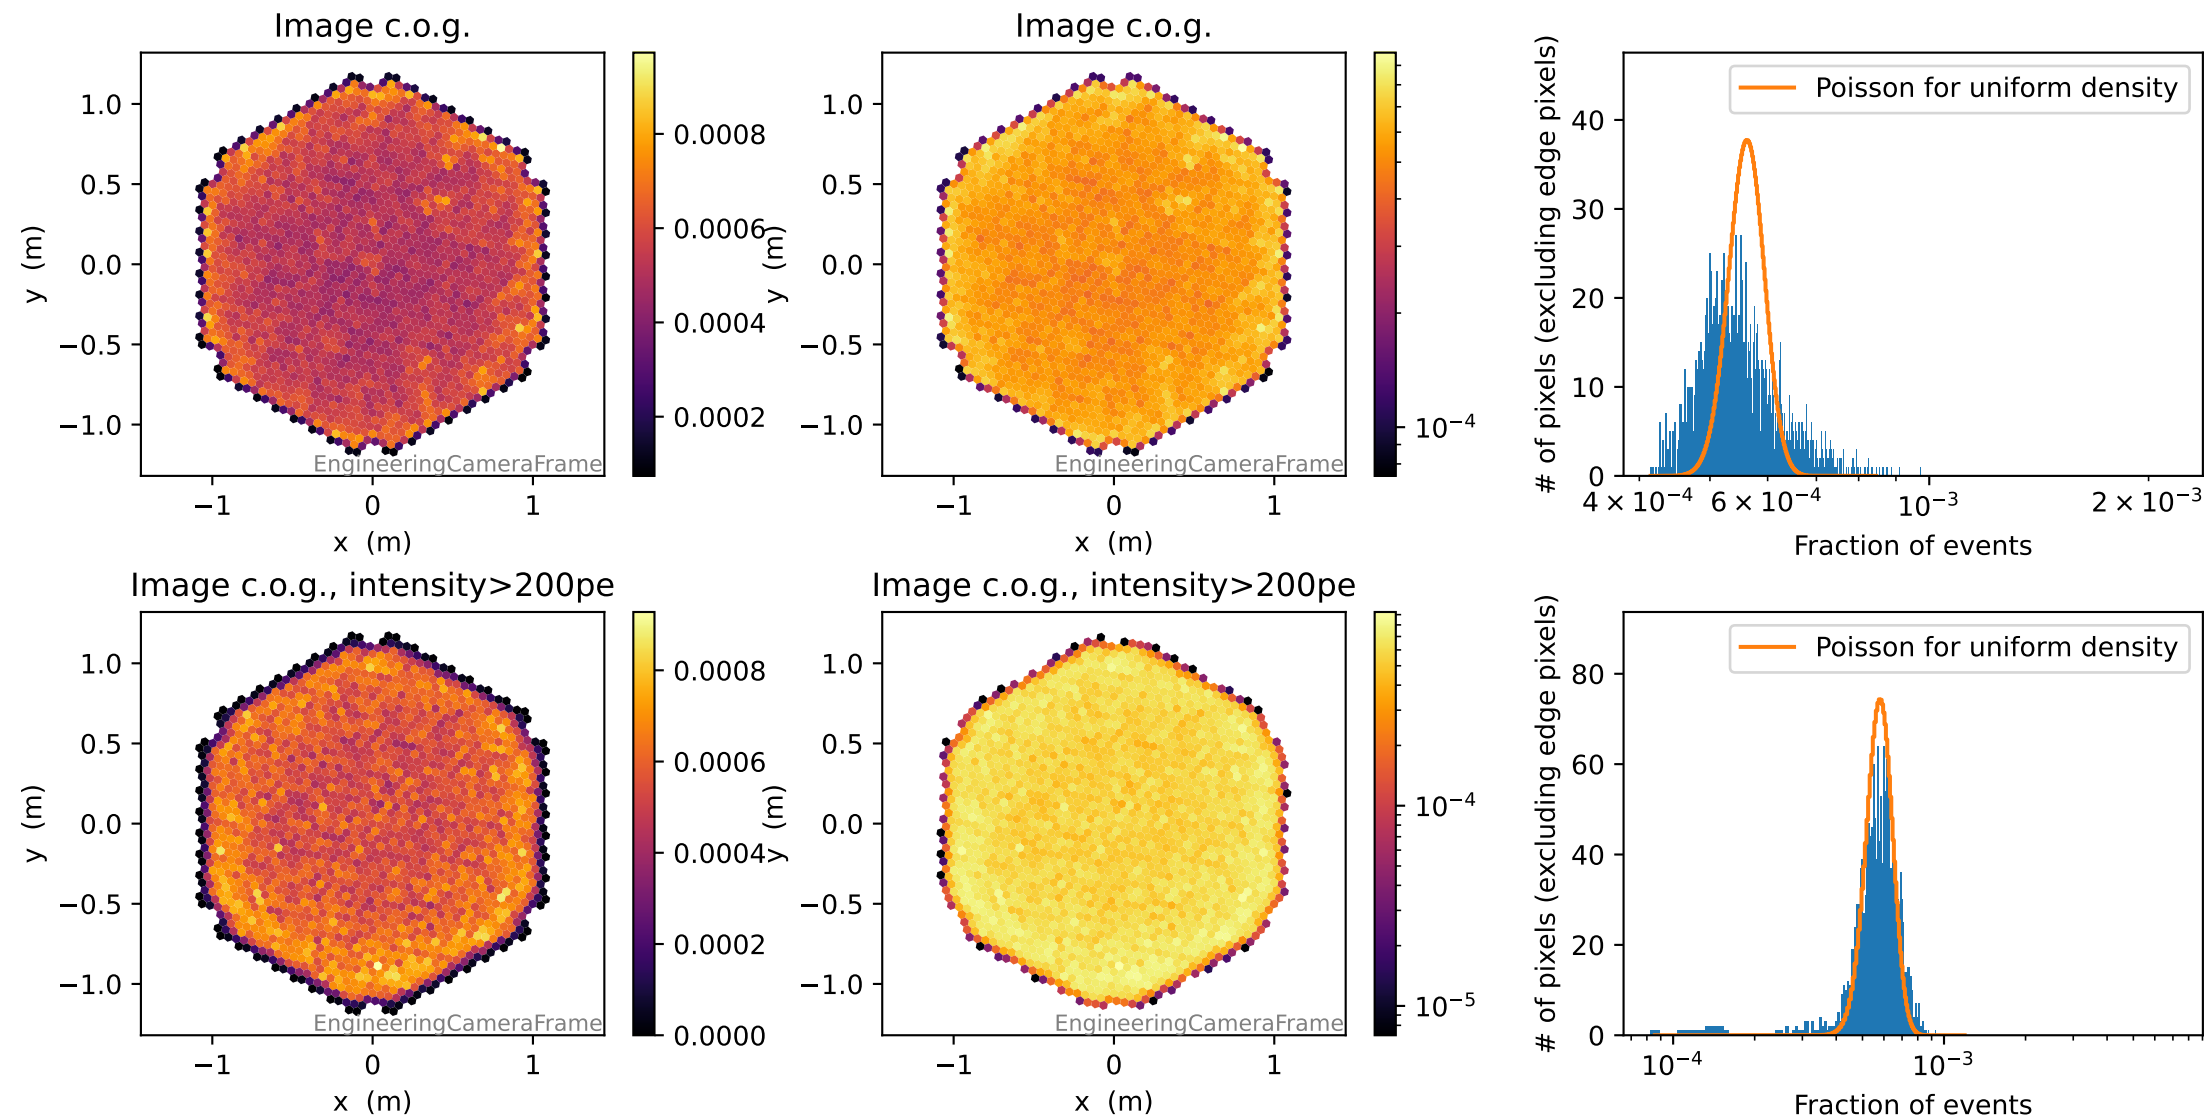 Image c.o.g.
1.0
0.5
0.0
−0.5
−1.0
y (m)
−1
0
1
x (m)
EngineeringCameraFrame
0.0008
0.0006
0.0004
0.0002
Image c.o.g.
1.0
0.5
0.0
−0.5
−1.0
y (m)
−1
0
1
x (m)
EngineeringCameraFrame
10⁻⁴
Poisson for uniform density
# of pixels (excluding edge pixels)
40
30
20
10
0
4 × 10⁻⁴
6 × 10⁻⁴
10⁻³
2 × 10⁻³
Fraction of events
Image c.o.g., intensity>200pe
1.0
0.5
0.0
−0.5
−1.0
y (m)
−1
0
1
x (m)
EngineeringCameraFrame
0.0008
0.0006
0.0004
0.0002
0.0000
Image c.o.g., intensity>200pe
1.0
0.5
0.0
−0.5
−1.0
y (m)
−1
0
1
x (m)
EngineeringCameraFrame
10⁻⁴
10⁻⁵
Poisson for uniform density
# of pixels (excluding edge pixels)
80
60
40
20
0
10⁻⁴
10⁻³
Fraction of events